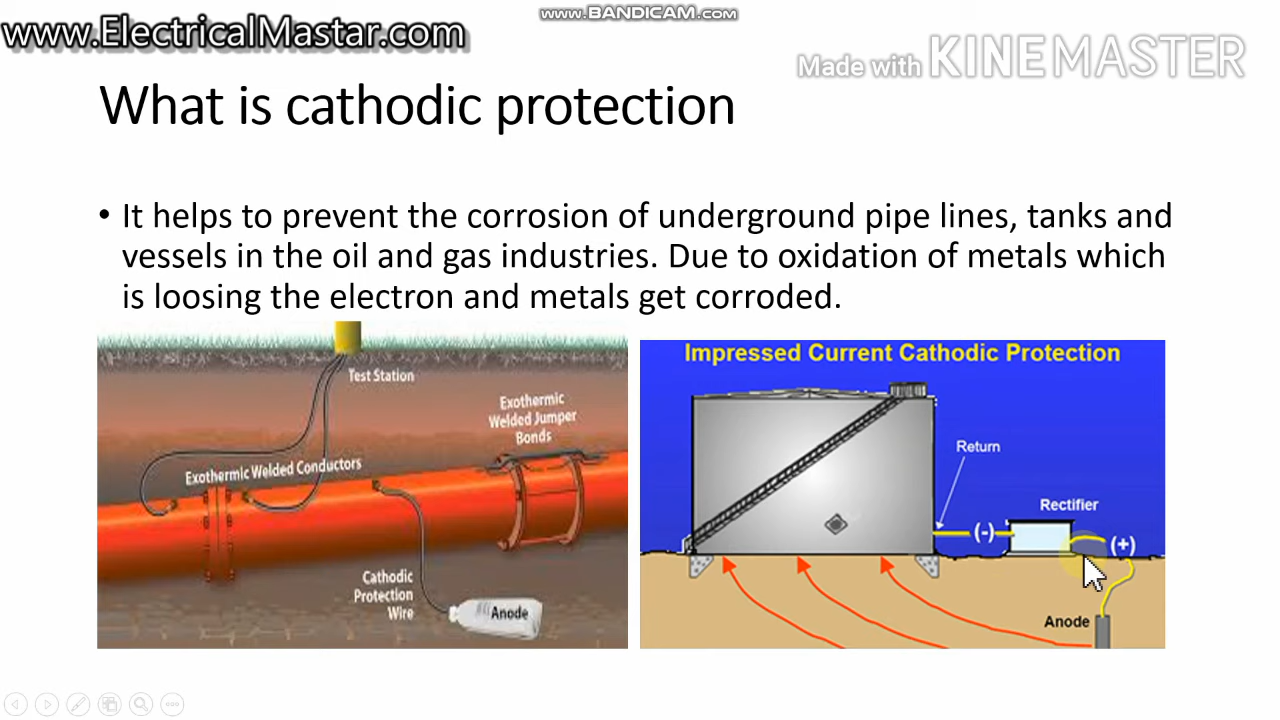 www.BANDICAM.com
www.ElectricalMastar.com
Made with KINEMASTER
What is cathodic protection
• It helps to prevent the corrosion of underground pipe lines, tanks and
vessels in the oil and gas industries. Due to oxidation of metals which
is loosing the electron and metals get corroded.
Test Station
Exothermic
Welded Jumper
Bonds
Exothermic Welded Conductors
Cathodic
Protection
Wire
Anode
Impressed Current Cathodic Protection
Return
Rectifier
(-)
(+)
Anode